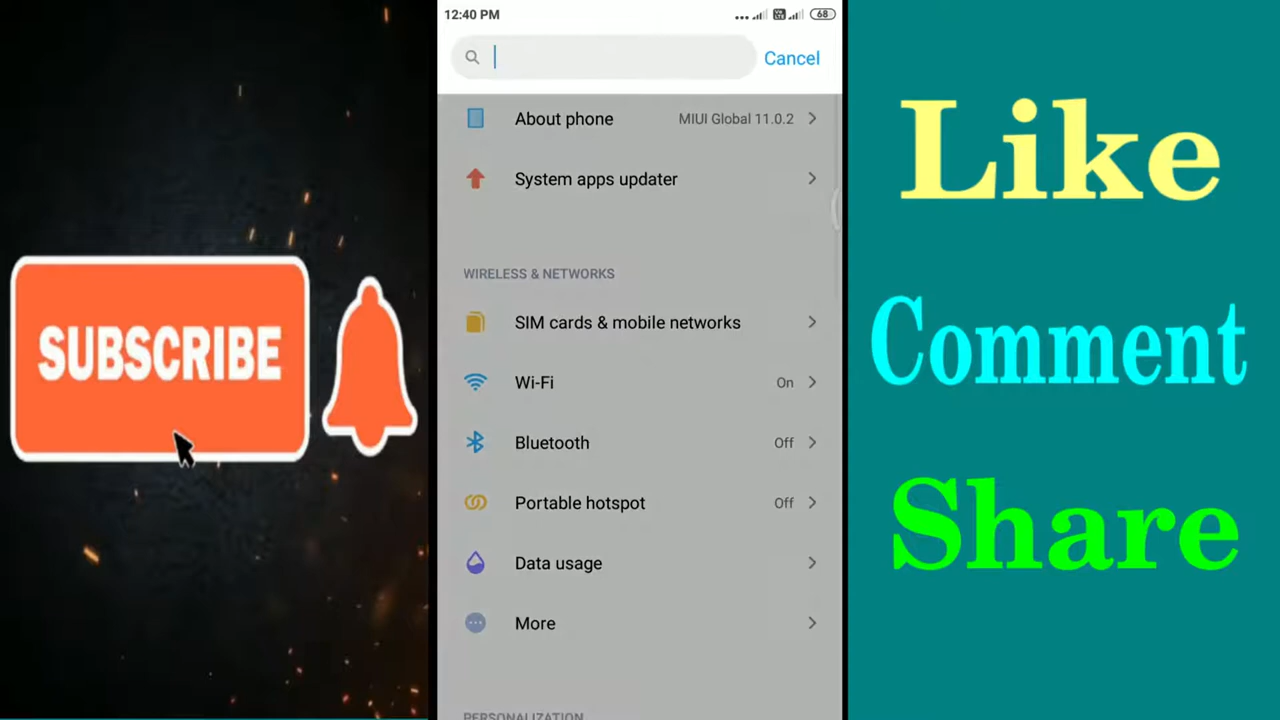 SUBSCRIBE
12:40 PM
68
Cancel
About phone MIUI Global 11.0.2
System apps updater
WIRELESS & NETWORKS
SIM cards & mobile networks
Wi-Fi On
Bluetooth Off
Portable hotspot Off
Data usage
More
PERSONALIZATION
Like
Comment
Share